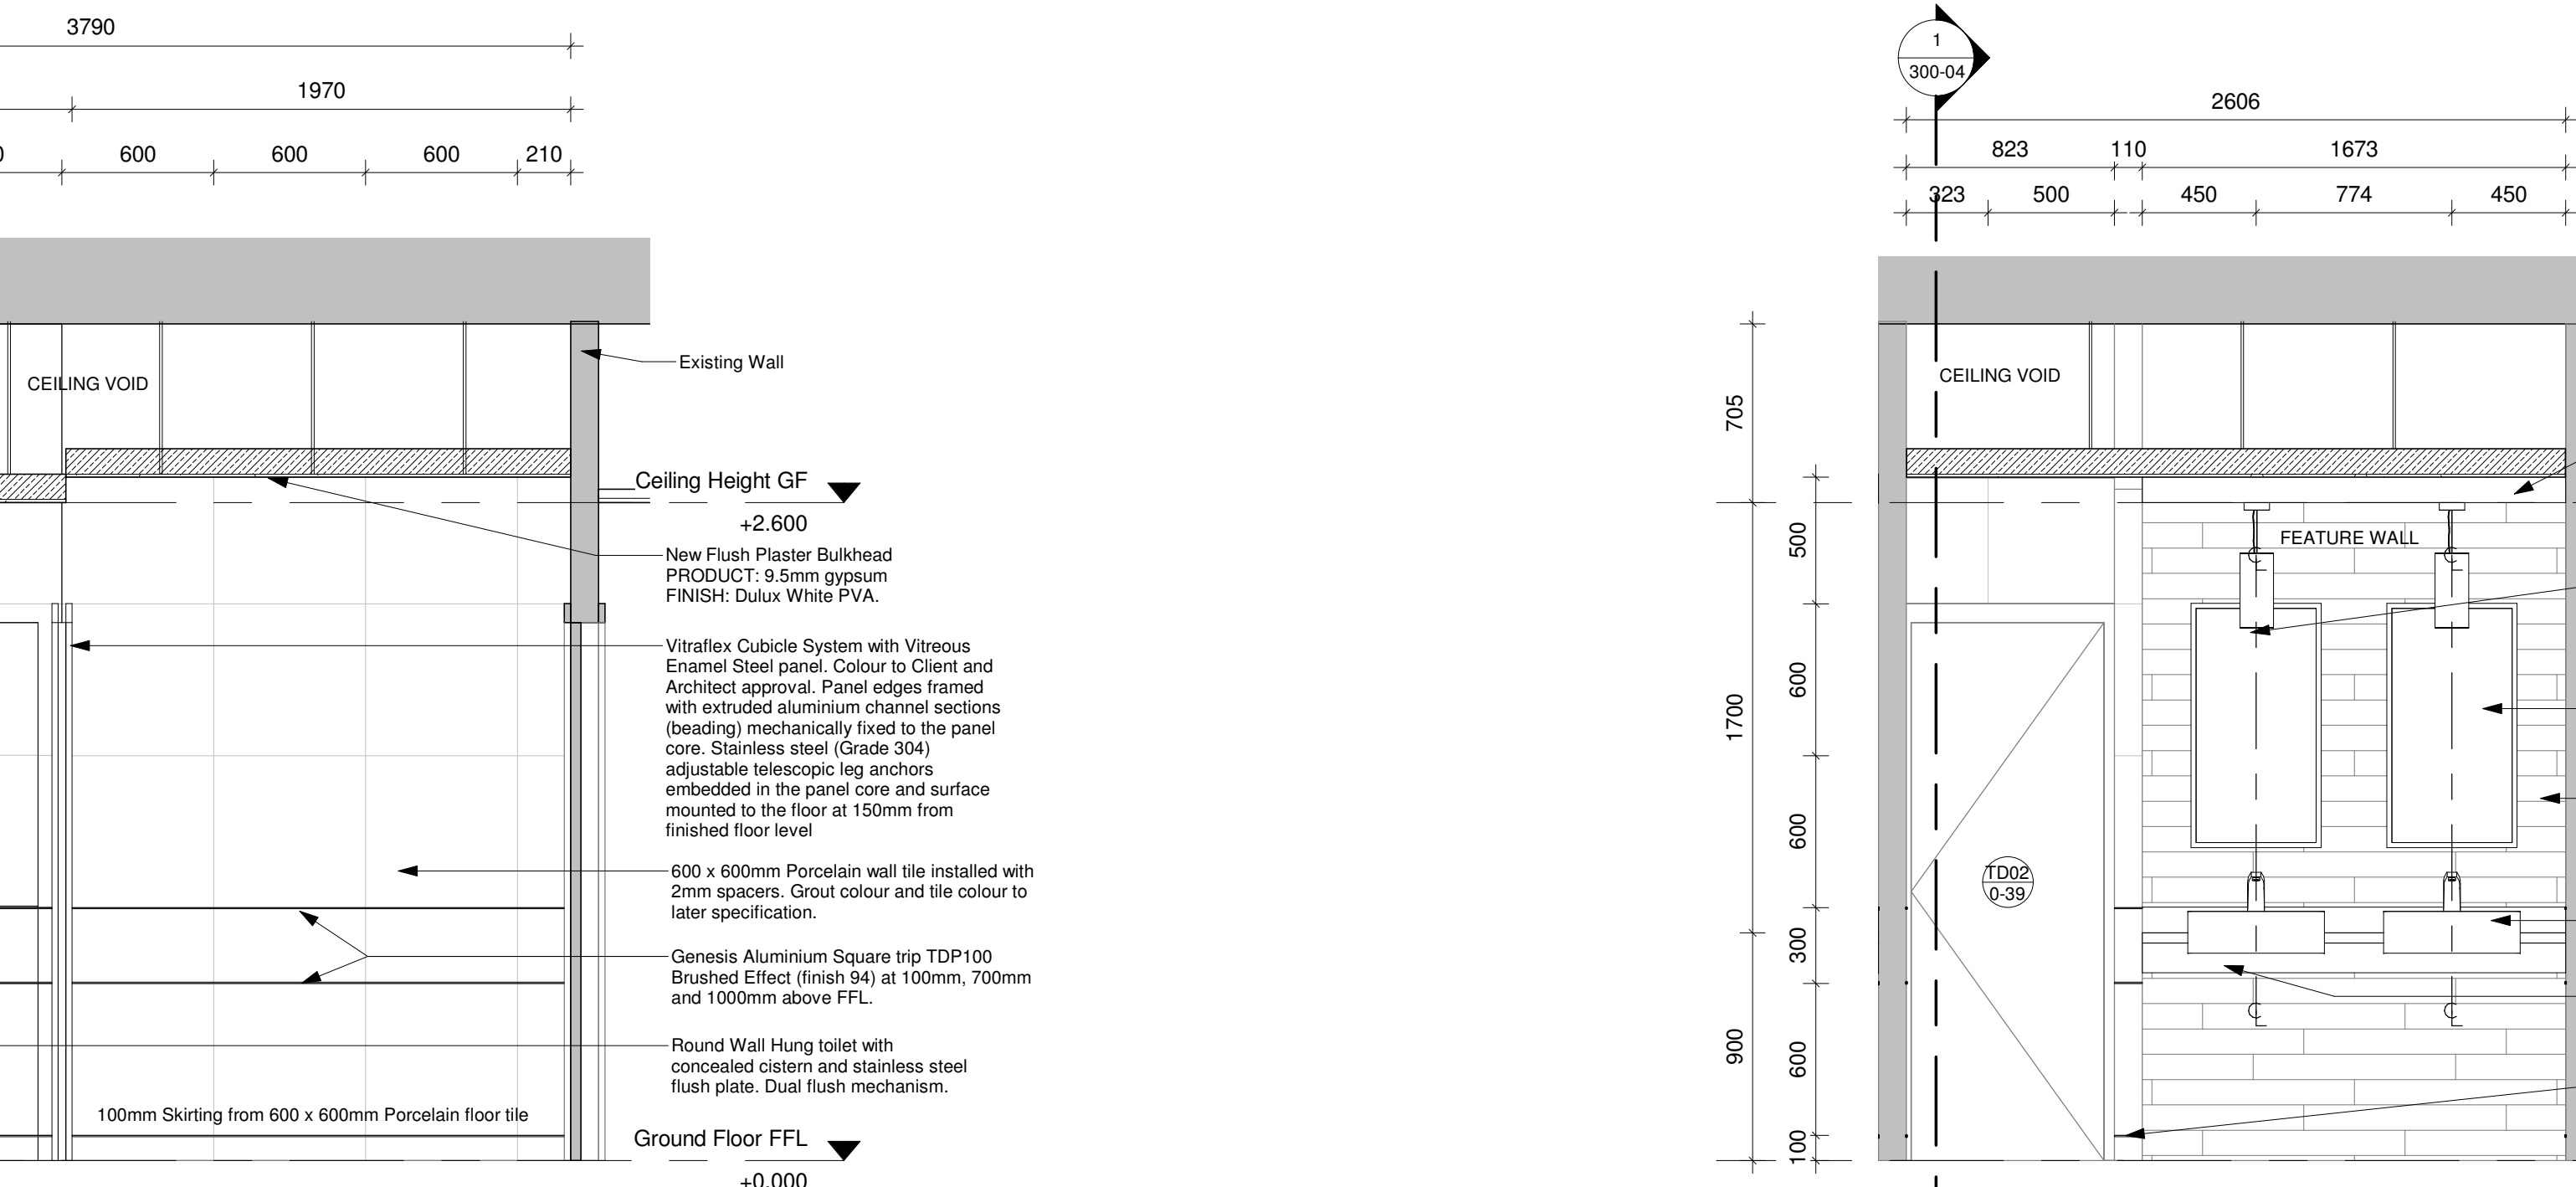 3790
1970
600 600 600 210
CEILING VOID
Existing Wall
Ceiling Height GF
+2.600
New Flush Plaster Bulkhead
PRODUCT: 9.5mm gypsum
FINISH: Dulux White PVA.
Vitraflex Cubicle System with Vitreous
Enamel Steel panel. Colour to Client and
Architect approval. Panel edges framed
with extruded aluminium channel sections
(beading) mechanically fixed to the panel
core. Stainless steel (Grade 304)
adjustable telescopic leg anchors
embedded in the panel core and surface
mounted to the floor at 150mm from
finished floor level
600 x 600mm Porcelain wall tile installed with
2mm spacers. Grout colour and tile colour to
later specification.
Genesis Aluminium Square trip TDP100
Brushed Effect (finish 94) at 100mm, 700mm
and 1000mm above FFL.
Round Wall Hung toilet with
concealed cistern and stainless steel
flush plate. Dual flush mechanism.
100mm Skirting from 600 x 600mm Porcelain floor tile
Ground Floor FFL
+0.000
1
300-04
2606
823 110 1673
323 500 450 774 450
CEILING VOID
FEATURE WALL
705
1700
900
500
600
600
300
600
100
TD02
0-39